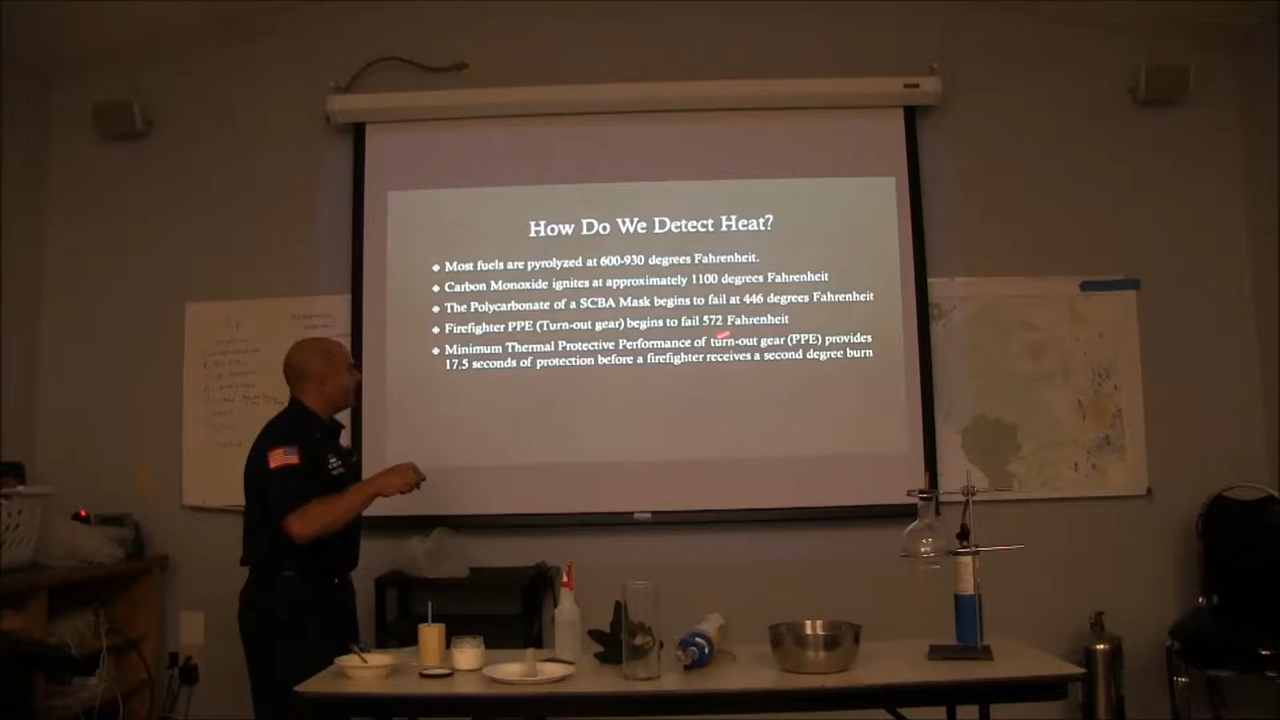 How Do We Detect Heat?
❖ Most fuels are pyrolyzed at 600-930 degrees Fahrenheit.
❖ Carbon Monoxide ignites at approximately 1100 degrees Fahrenheit
❖ The Polycarbonate of a SCBA Mask begins to fail at 446 degrees Fahrenheit
❖ Firefighter PPE (Turn-out gear) begins to fail 572 Fahrenheit
❖ Minimum Thermal Protective Performance of turn-out gear (PPE) provides
17.5 seconds of protection before a firefighter receives a second degree burn